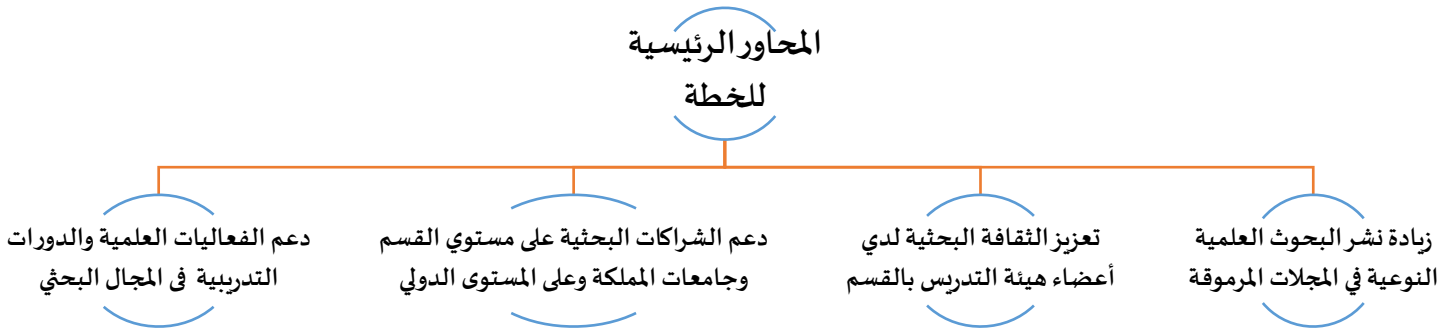 المحاور الرئيسية
للخطة
زيادة نشر البحوث العلمية
النوعية في المجلات المرموقة
تعزيز الثقافة البحثية لدي
أعضاء هيئة التدريس بالقسم
دعم الشراكات البحثية على مستوي القسم
وجامعات المملكة وعلى المستوى الدولي
دعم الفعاليات العلمية والدورات
التدريبية فى المجال البحثي